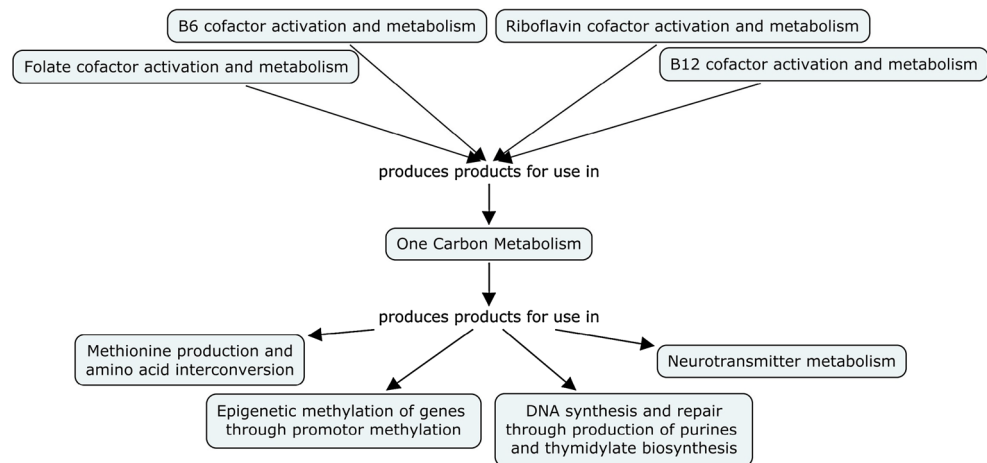 B6 cofactor activation and metabolism
Riboflavin cofactor activation and metabolism
Folate cofactor activation and metabolism
B12 cofactor activation and metabolism
produces products for use in
One Carbon Metabolism
produces products for use in
Methionine production and
amino acid interconversion
Neurotransmitter metabolism
Epigenetic methylation of genes
through promotor methylation
DNA synthesis and repair
through production of purines
and thymidylate biosynthesis